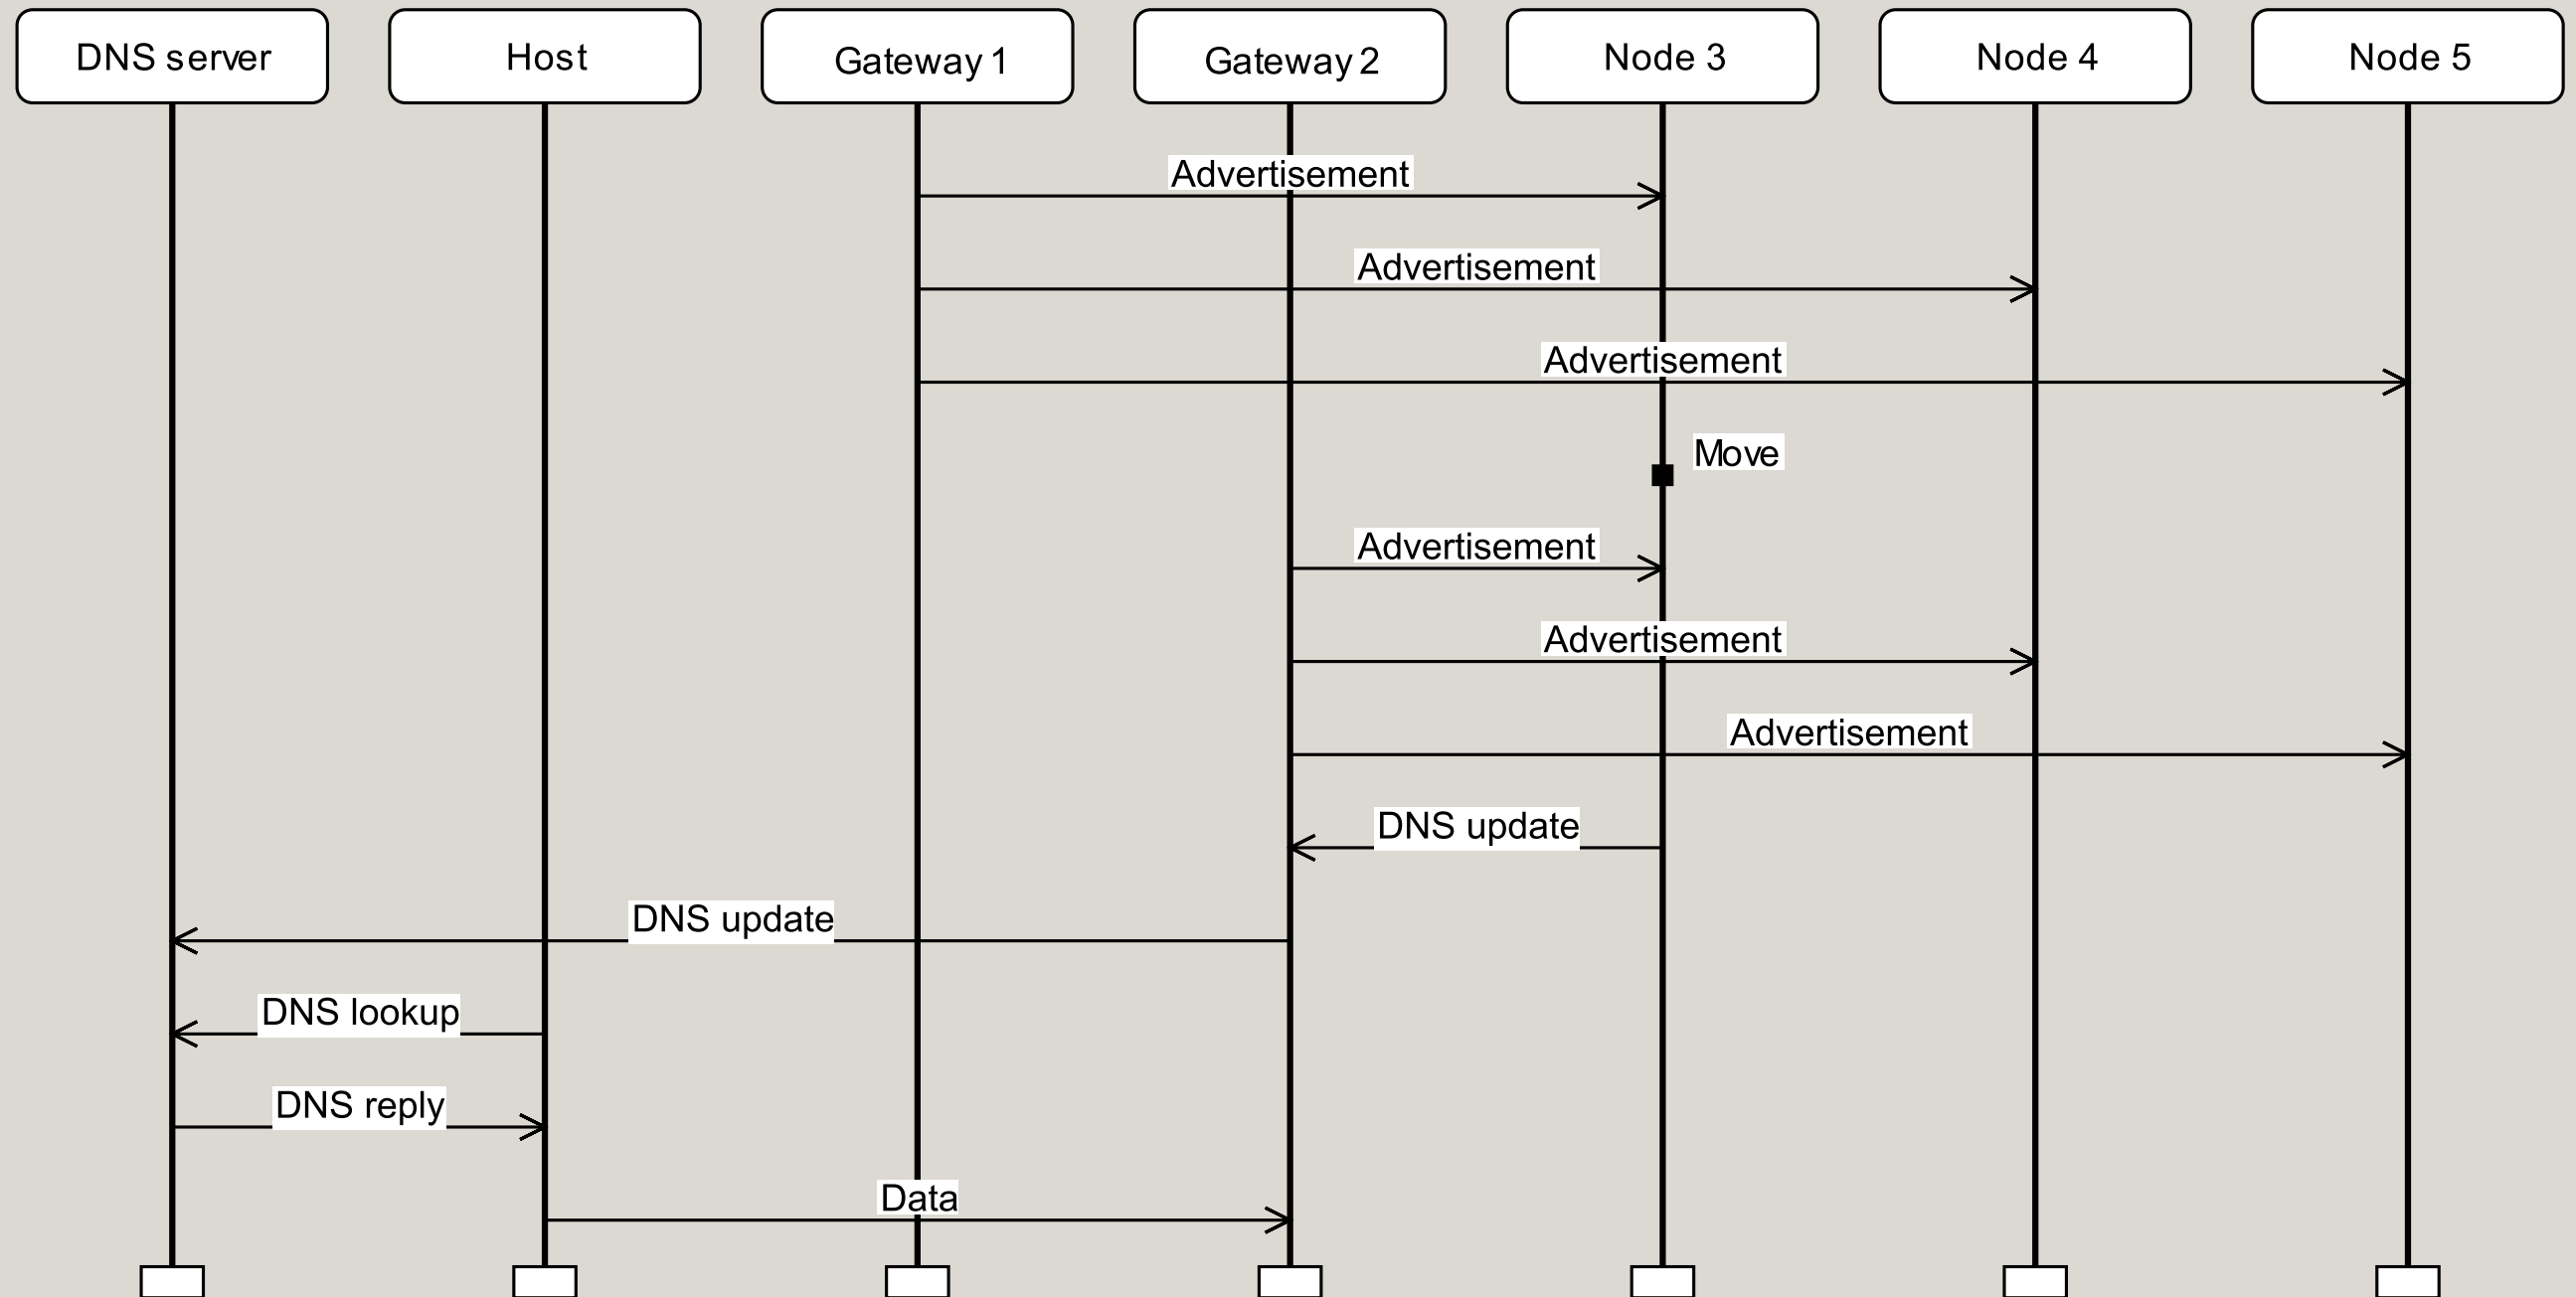 DNS server
Host
Gateway 1
Gateway 2
Node 3
Node 4
Node 5
Advertisement
Advertisement
Advertisement
Move
Advertisement
Advertisement
Advertisement
DNS update
DNS update
DNS lookup
DNS reply
Data